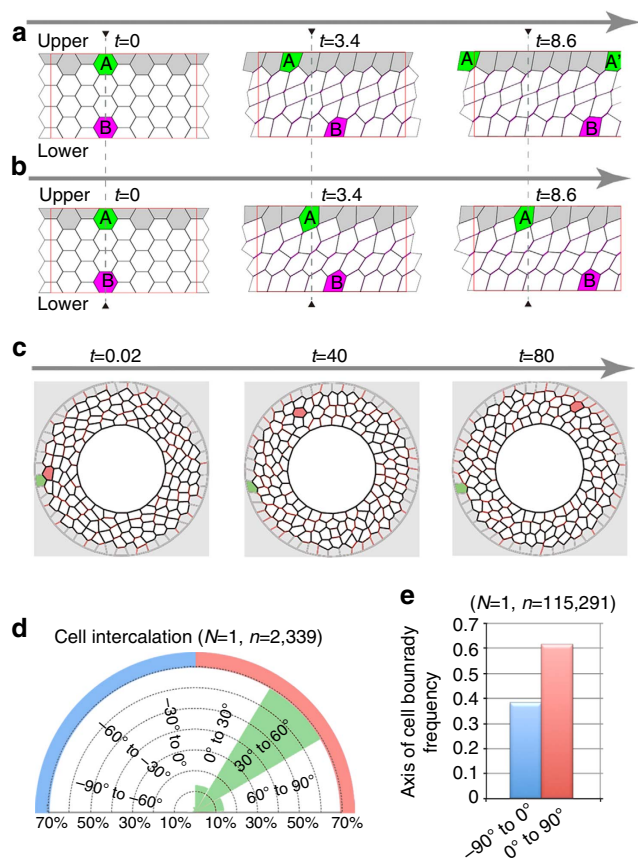 a
Upper
t=0
t=3.4
t=8.6
A
A
A
A'
B
B
B
Lower
b
Upper
t=0
t=3.4
t=8.6
A
A
A
B
B
B
Lower
c
t=0.02
t=40
t=80
d
Cell intercalation (N=1, n=2,339)
–90° to –60°
–60° to –30°
–30° to 0°
0° to 30°
30° to 60°
60° to 90°
70% 50% 30% 10% 10% 30% 50% 70%
e
(N=1, n=115,291)
Axis of cell bounrady
frequency
0.7
0.6
0.5
0.4
0.3
0.2
0.1
0
–90° to 0°
0° to 90°